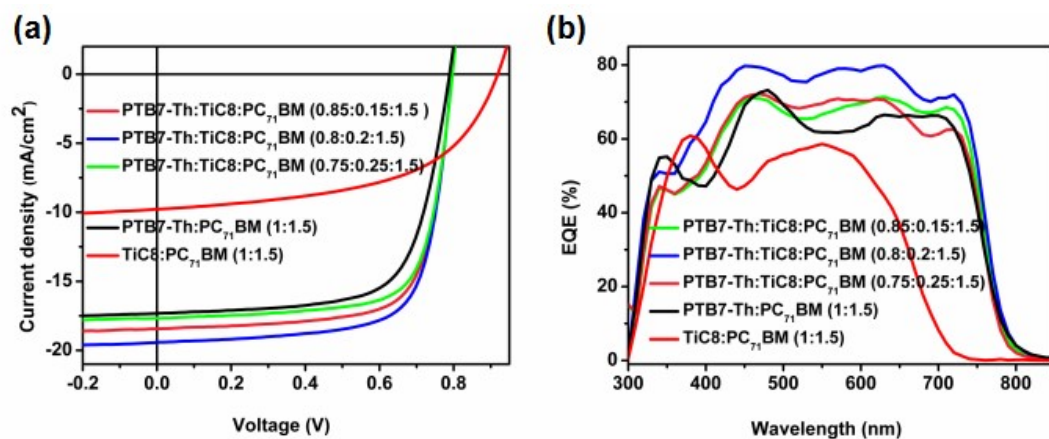 (a)
Current density (mA/cm²)
0
-5
-10
-15
-20
PTB7-Th:TiC8:PC₇₁BM (0.85:0.15:1.5 )
PTB7-Th:TiC8:PC₇₁BM (0.8:0.2:1.5)
PTB7-Th:TiC8:PC₇₁BM (0.75:0.25:1.5)
PTB7-Th:PC₇₁BM (1:1.5)
TiC8:PC₇₁BM (1:1.5)
-0.2 0.0 0.2 0.4 0.6 0.8
Voltage (V)
(b)
EQE (%)
80
60
40
20
0
PTB7-Th:TiC8:PC₇₁BM (0.85:0.15:1.5)
PTB7-Th:TiC8:PC₇₁BM (0.8:0.2:1.5)
PTB7-Th:TiC8:PC₇₁BM (0.75:0.25:1.5)
PTB7-Th:PC₇₁BM (1:1.5)
TiC8:PC₇₁BM (1:1.5)
300 400 500 600 700 800
Wavelength (nm)